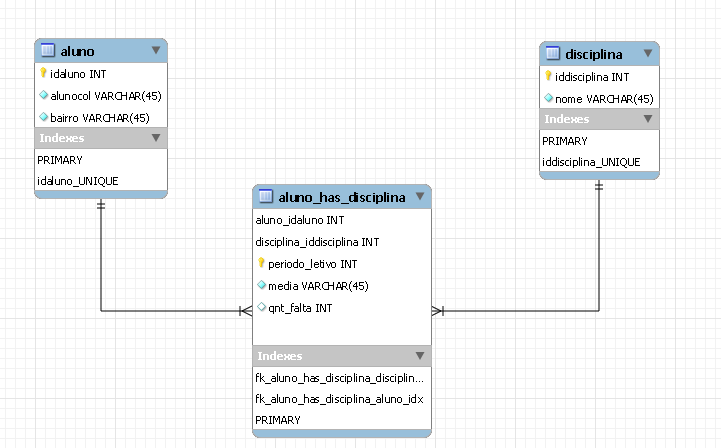 aluno
idaluno INT
alunocol VARCHAR(45)
bairro VARCHAR(45)
Indexes
PRIMARY
idaluno_UNIQUE
disciplina
iddisciplina INT
nome VARCHAR(45)
Indexes
PRIMARY
iddisciplina_UNIQUE
aluno_has_disciplina
aluno_idaluno INT
disciplina_iddisciplina INT
periodo_letivo INT
media VARCHAR(45)
qnt_falta INT
Indexes
fk_aluno_has_disciplina_disciplin...
fk_aluno_has_disciplina_aluno_idx
PRIMARY